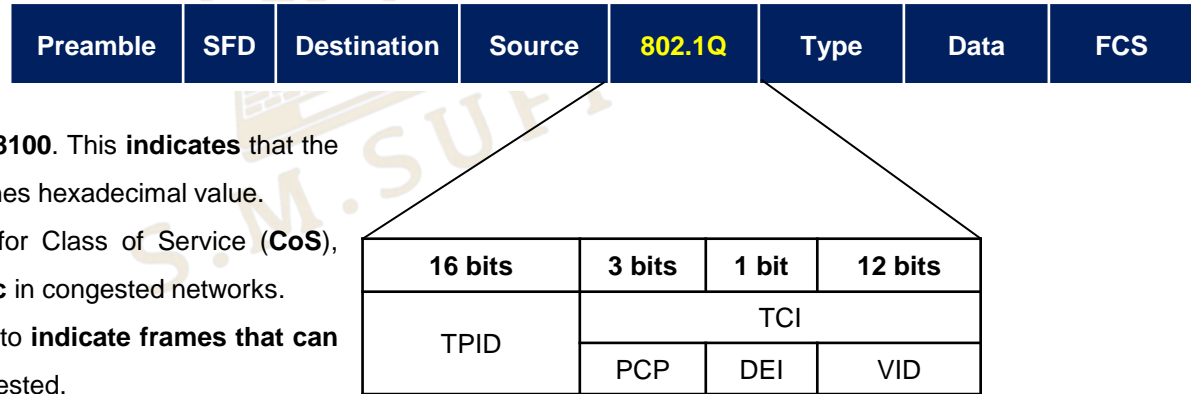 Preamble SFD Destination Source 802.1Q Type Data FCS
8100. This indicates that the
nes hexadecimal value.
for Class of Service (CoS),
c in congested networks.
to indicate frames that can
ested.
16 bits 3 bits 1 bit 12 bits
TPID TCI
PCP DEI VID
S.M.SUFI